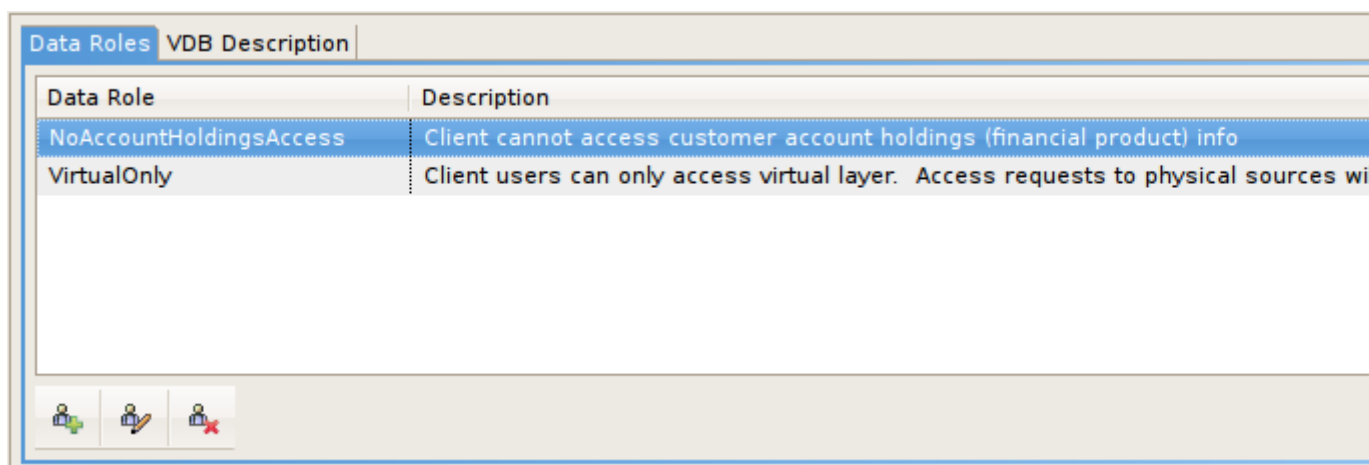 Data Roles VDB Description
Data Role Description
NoAccountHoldingsAccess Client cannot access customer account holdings (financial product) info
VirtualOnly Client users can only access virtual layer. Access requests to physical sources